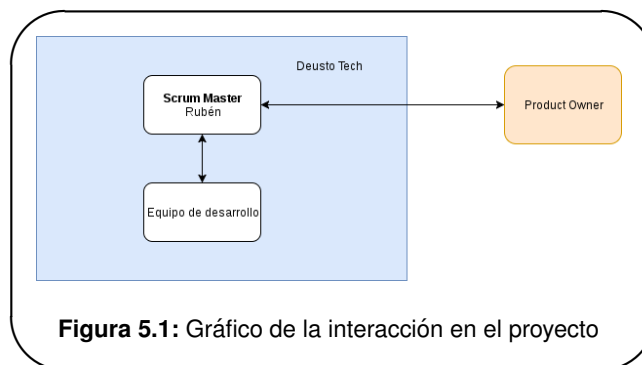 Deusto Tech
Scrum Master
Rubén
Product Owner
Equipo de desarrollo
Figura 5.1: Gráfico de la interacción en el proyecto